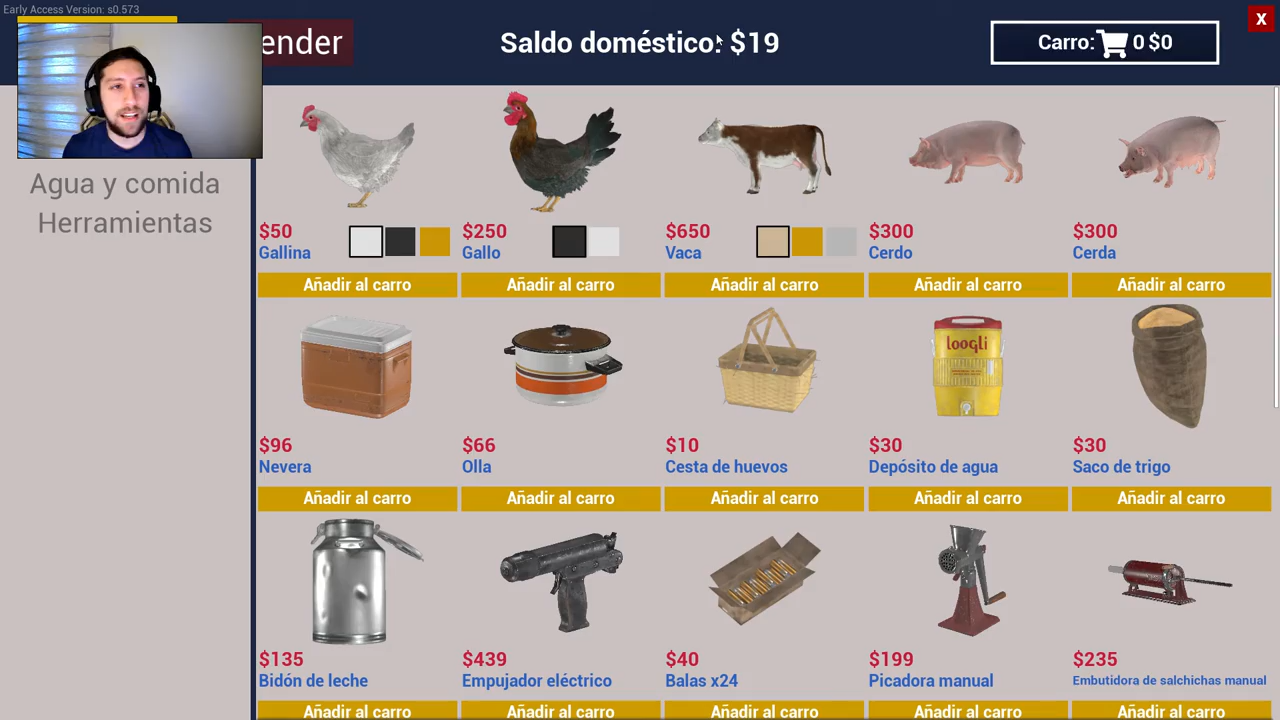 Early Access Version: s0.573
ender
Saldo doméstico: $19
Carro: 0 $0
X
Agua y comida
Herramientas
$50
Gallina
$250
Gallo
$650
Vaca
$300
Cerdo
$300
Cerda
Añadir al carro Añadir al carro Añadir al carro Añadir al carro Añadir al carro
loogli
$96
Nevera
$66
Olla
$10
Cesta de huevos
$30
Depósito de agua
$30
Saco de trigo
Añadir al carro Añadir al carro Añadir al carro Añadir al carro Añadir al carro
$135
Bidón de leche
$439
Empujador eléctrico
$40
Balas x24
$199
Picadora manual
$235
Embutidora de salchichas manual
Añadir al carro Añadir al carro Añadir al carro Añadir al carro Añadir al carro